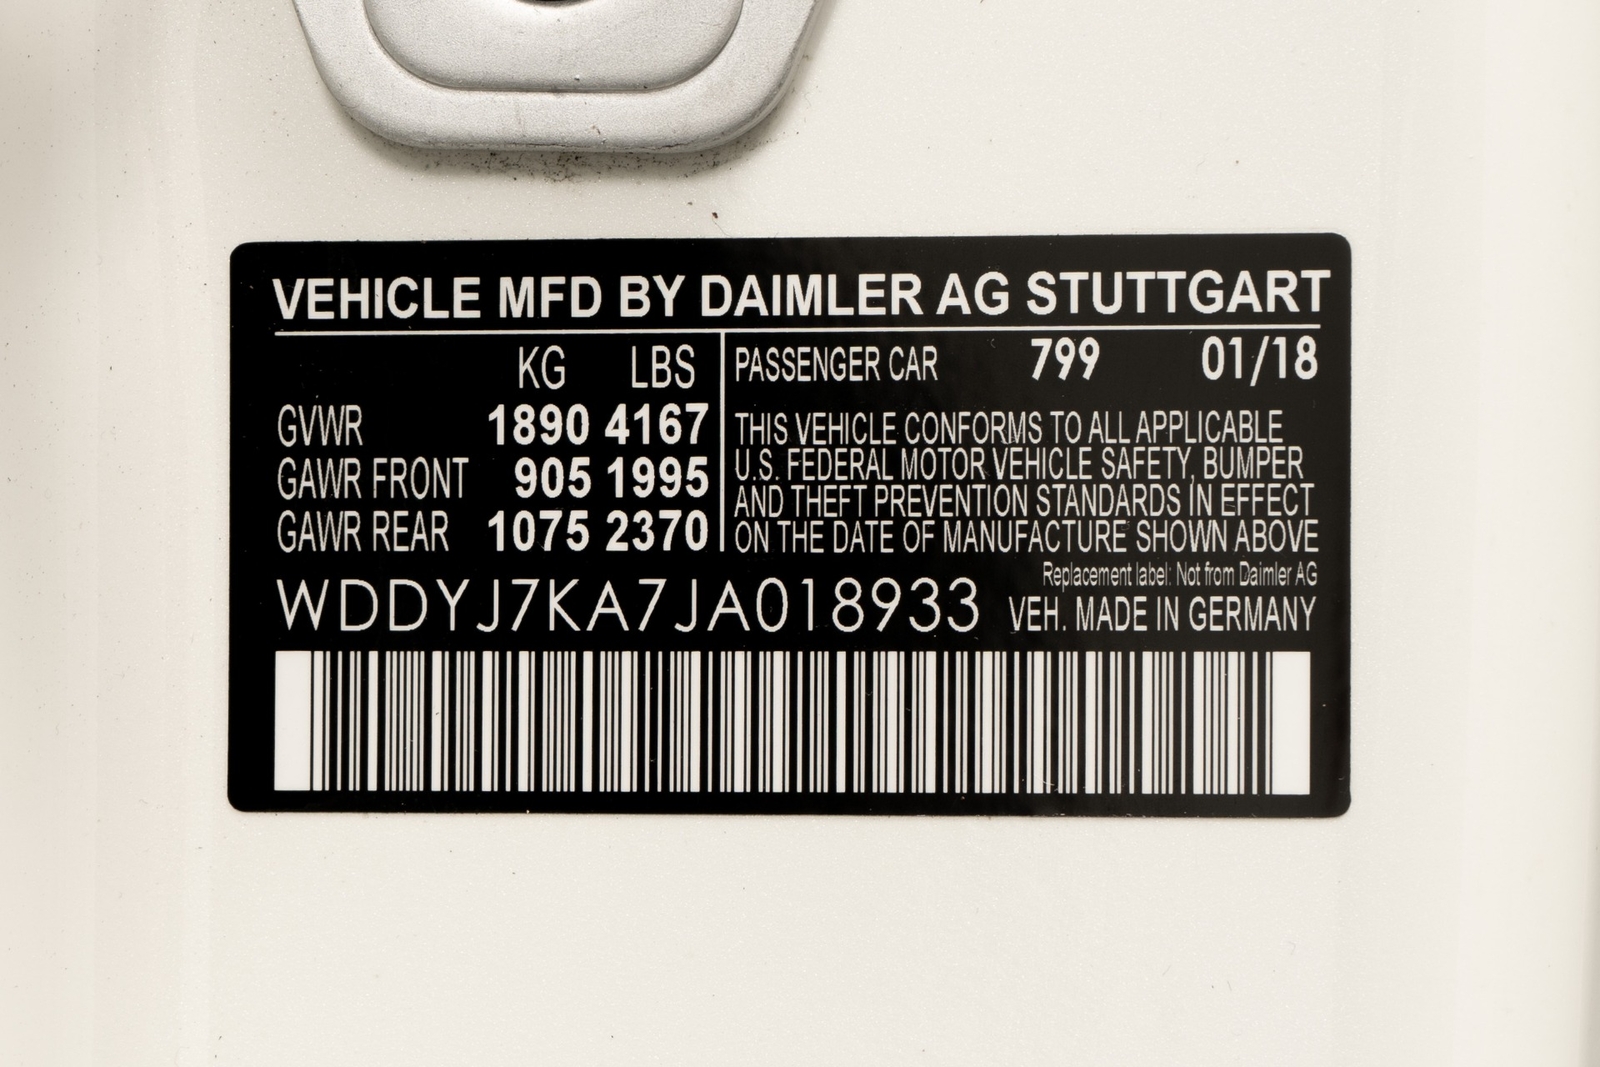 VEHICLE MFD BY DAIMLER AG STUTTGART
KG LBS
GVWR 1890 4167
GAWR FRONT 905 1995
GAWR REAR 1075 2370
PASSENGER CAR 799 01/18
THIS VEHICLE CONFORMS TO ALL APPLICABLE
U.S. FEDERAL MOTOR VEHICLE SAFETY, BUMPER
AND THEFT PREVENTION STANDARDS IN EFFECT
ON THE DATE OF MANUFACTURE SHOWN ABOVE
Replacement label: Not from Daimler AG
WDDYJ7KA7JA018933 VEH. MADE IN GERMANY